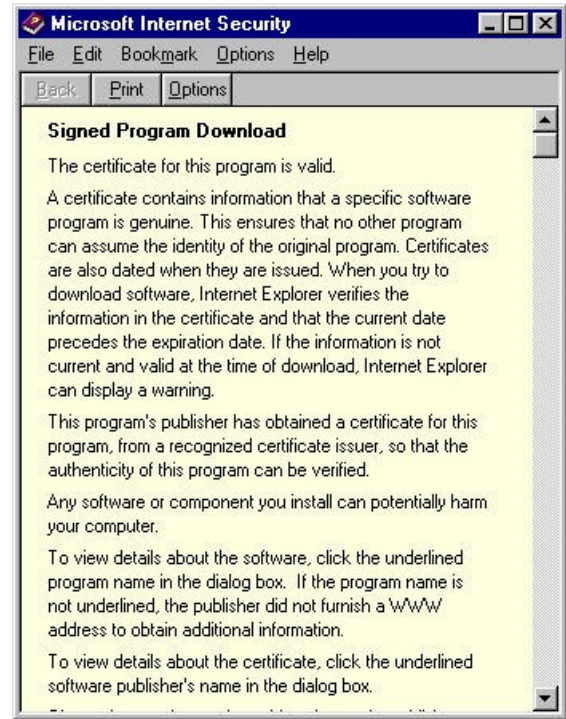 Microsoft Internet Security
File Edit Bookmark Options Help
Back Print Options
Signed Program Download
The certificate for this program is valid.
A certificate contains information that a specific software
program is genuine. This ensures that no other program
can assume the identity of the original program. Certificates
are also dated when they are issued. When you try to
download software, Internet Explorer verifies the
information in the certificate and that the current date
precedes the expiration date. If the information is not
current and valid at the time of download, Internet Explorer
can display a warning.
This program's publisher has obtained a certificate for this
program, from a recognized certificate issuer, so that the
authenticity of this program can be verified.
Any software or component you install can potentially harm
your computer.
To view details about the software, click the underlined
program name in the dialog box.  If the program name is
not underlined, the publisher did not furnish a WWW
address to obtain additional information.
To view details about the certificate, click the underlined
software publisher's name in the dialog box.